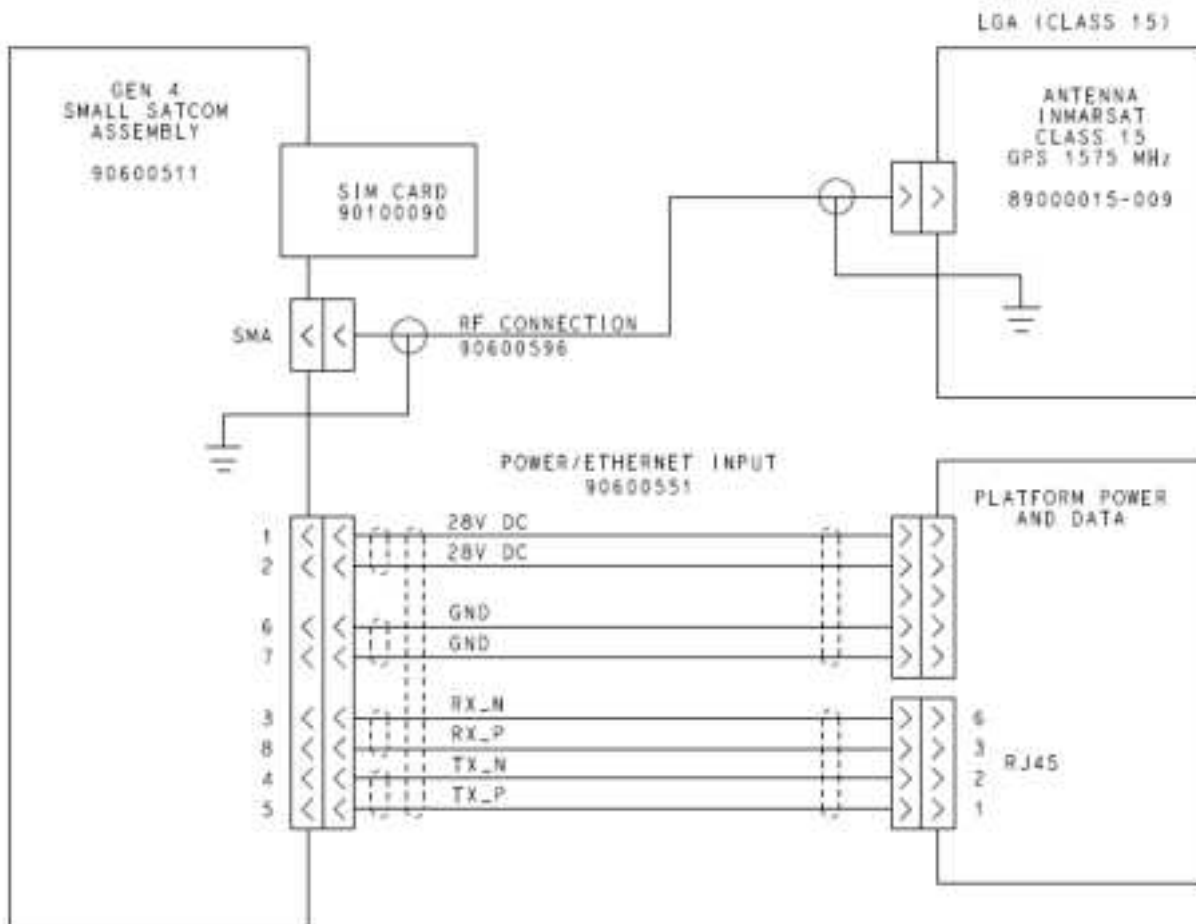 LGA (CLASS 15)
GEN 4
SMALL SATCOM
ASSEMBLY
90600511
SIM CARD
90100090
ANTENNA
INMARSAT
CLASS 15
GPS 1575 MHz
89000015-009
SMA
RF CONNECTION
90600596
POWER/ETHERNET INPUT
90600551
PLATFORM POWER
AND DATA
1
28V DC
2
28V DC
6
GND
7
GND
3
RX_N
6
8
RX_P
3
RJ45
4
TX_N
2
5
TX_P
1